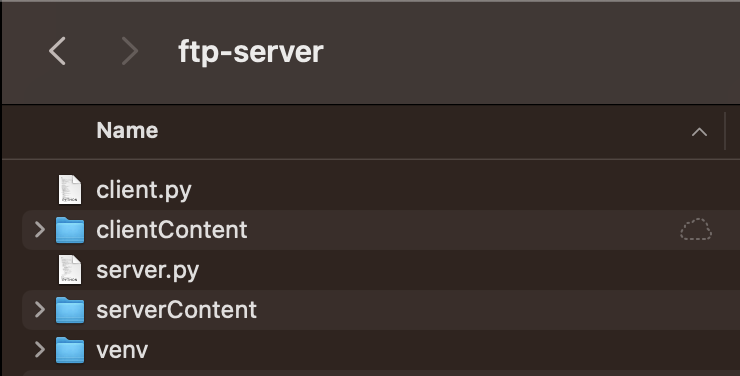 ftp-server
Name
client.py
clientContent
server.py
serverContent
venv